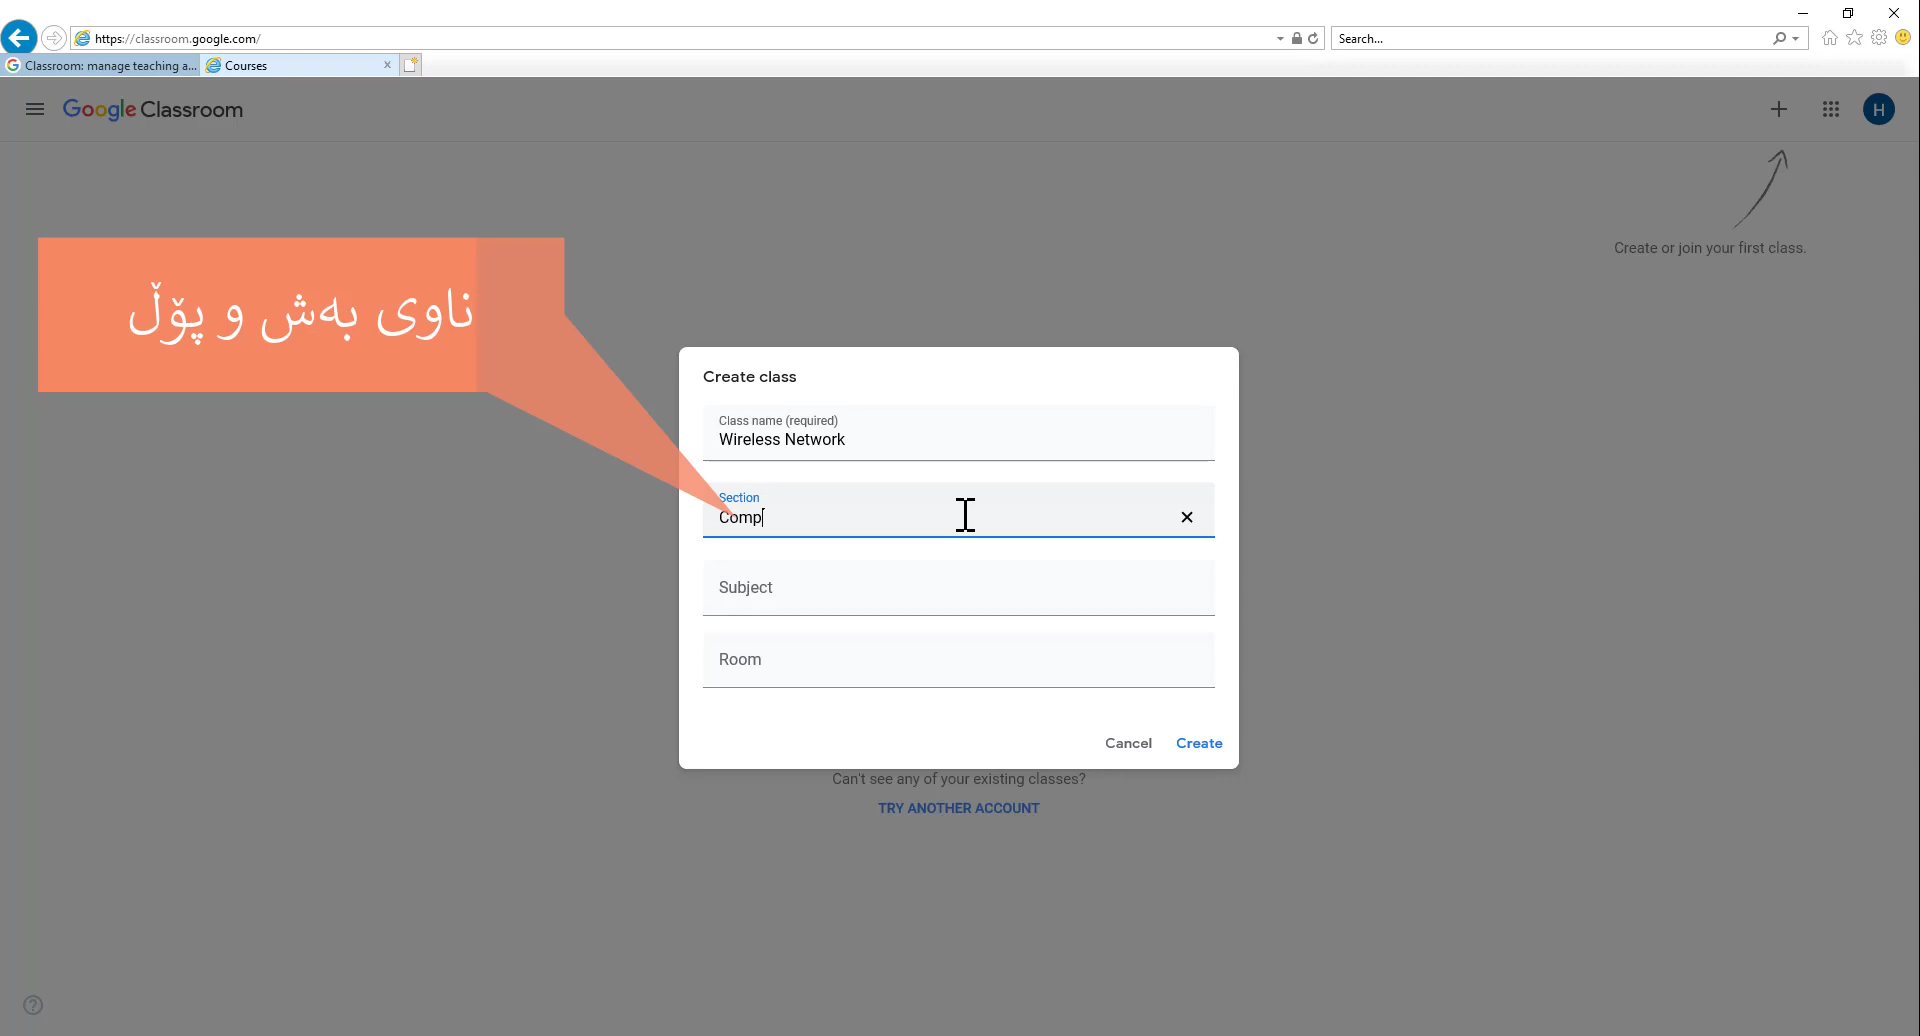 https://classroom.google.com/
Search...
Classroom: manage teaching a...
Courses
Google Classroom
H
Create or join your first class.
ناوی بەش و پۆڵ
Create class
Class name (required)
Wireless Network
Section
Comp
Subject
Room
Cancel
Create
Can't see any of your existing classes?
TRY ANOTHER ACCOUNT